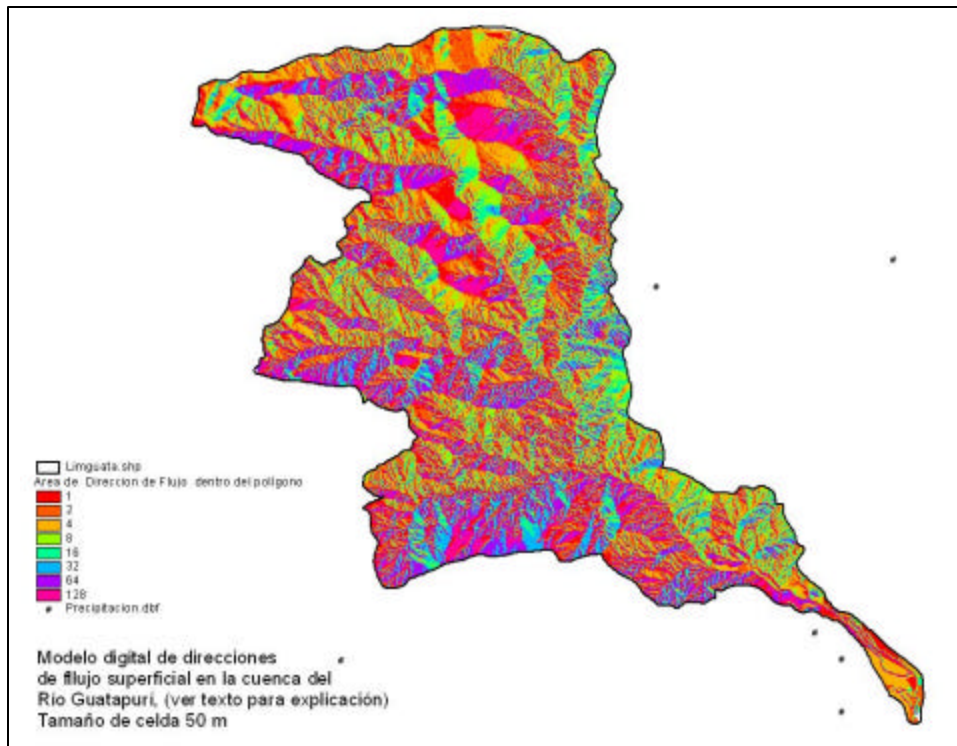 Limguata.shp
Area de Direccion de Flujo dentro del polígono
1
2
4
8
16
32
64
128
Precipitacion.dbf
Modelo digital de direcciones
de fllujo superficial en la cuenca del
Río Guatapurí, (ver texto para explicación)
Tamaño de celda 50 m